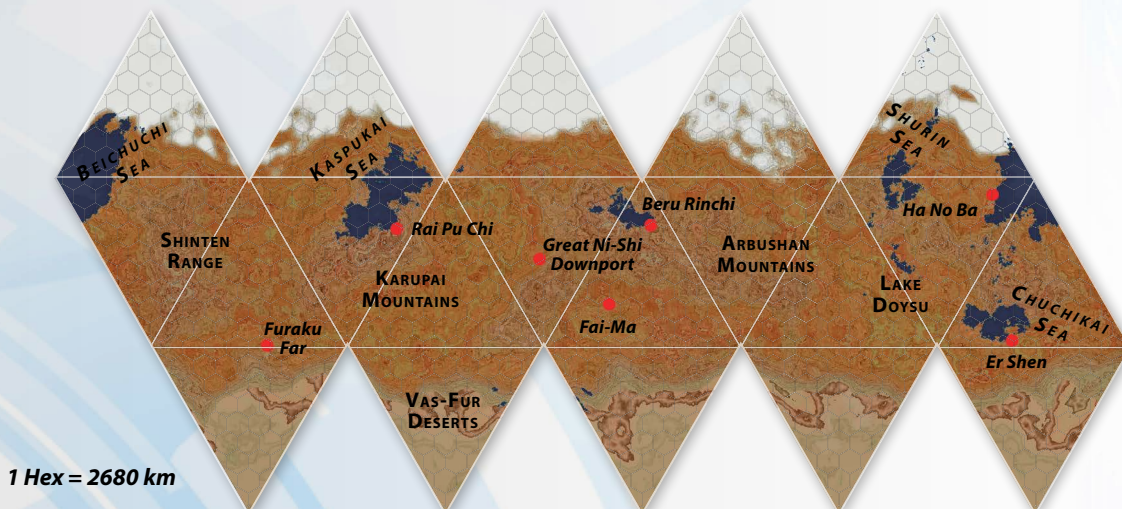 Beichuchi
Sea
Kaspukai
Sea
Shurin
Sea
Ha No Ba
Beru Rinchi
Rai Pu Chi
Shinten
Range
Great Ni-Shi
Downport
Arbushan
Mountains
Karupai
Mountains
Lake
Doysu
Chuchikai
Sea
Fai-Ma
Furaku
Far
Er Shen
Vas-Fur
Deserts
1 Hex = 2680 km